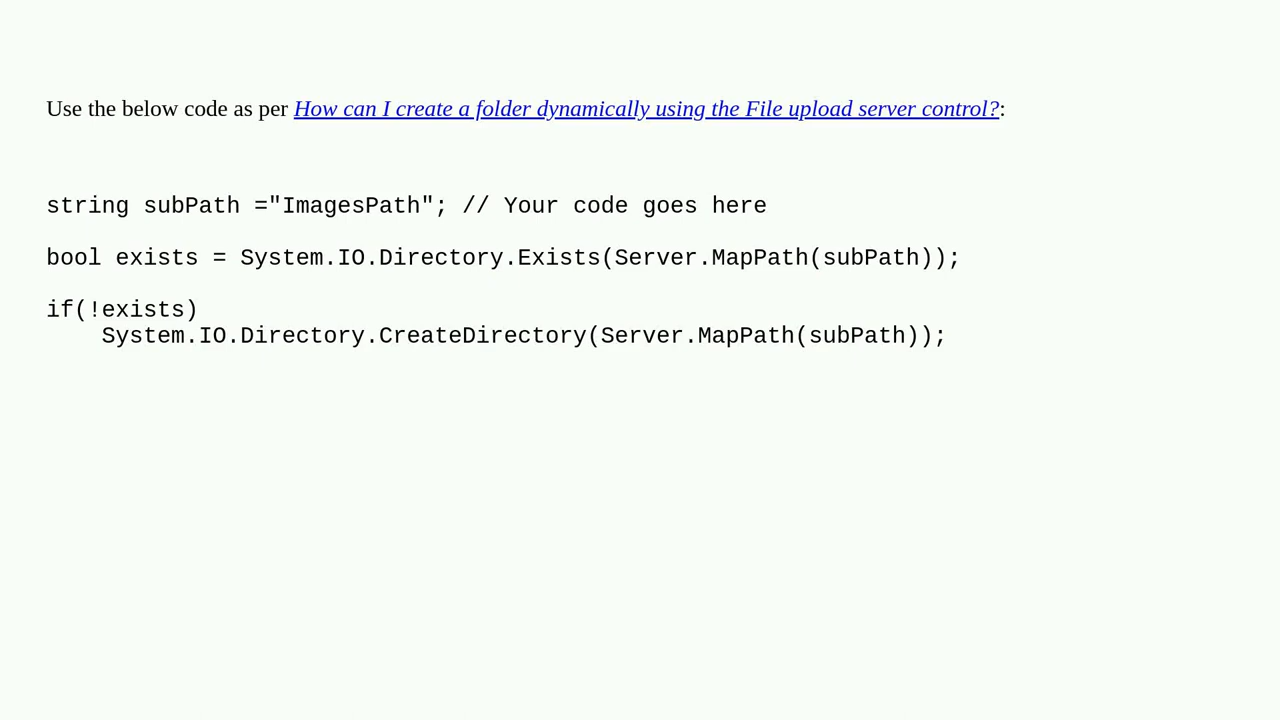 Use the below code as per How can I create a folder dynamically using the File upload server control?:
string subPath ="ImagesPath"; // Your code goes here
bool exists = System.IO.Directory.Exists(Server.MapPath(subPath));
if(!exists)
    System.IO.Directory.CreateDirectory(Server.MapPath(subPath));